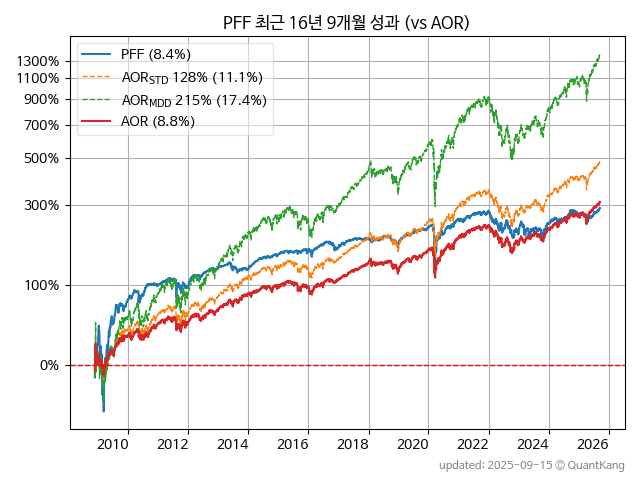 PFF 최근 16년 9개월 성과 (vs AOR)
PFF (8.4%)
AORSTD 128% (11.1%)
AORMDD 215% (17.4%)
AOR (8.8%)
1300%
1100%
900%
700%
500%
300%
100%
0%
2010 2012 2014 2016 2018 2020 2022 2024 2026
updated: 2025-09-15 © QuantKang